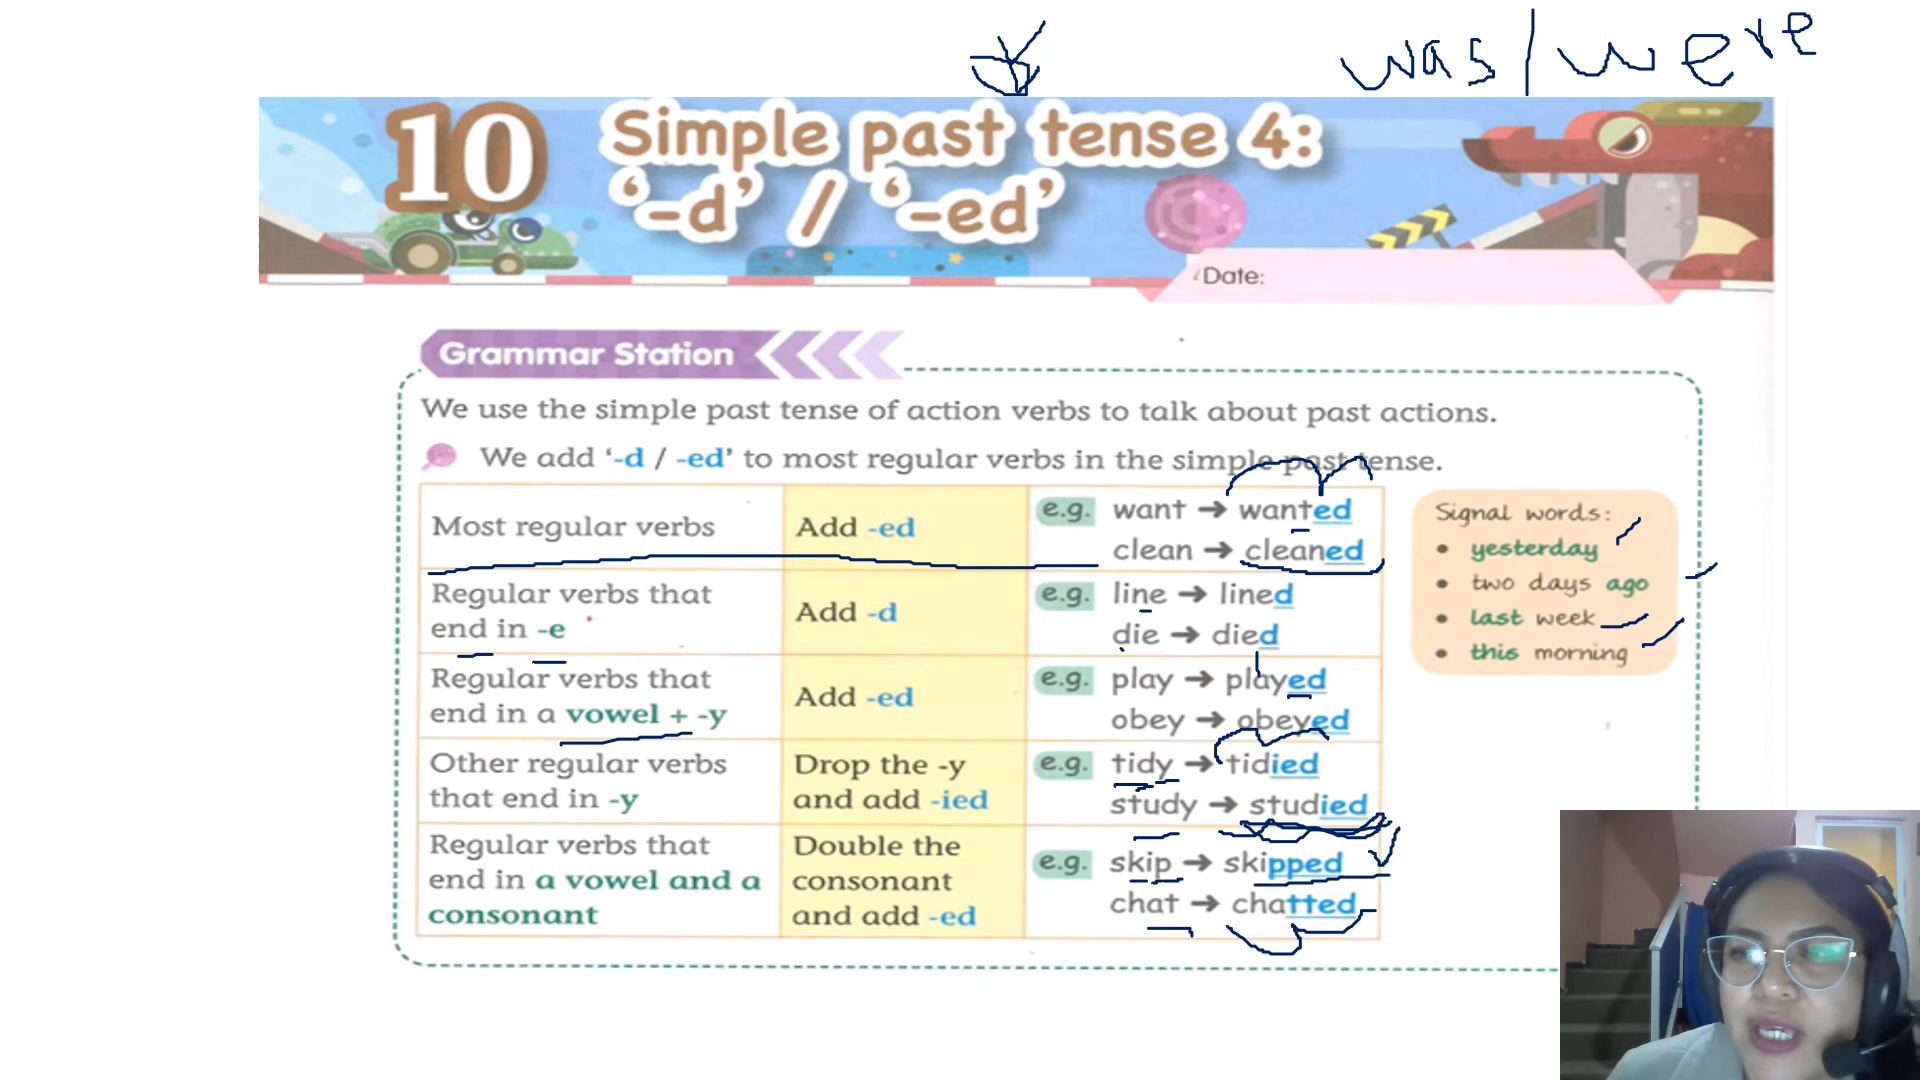 was/were
10 Simple past tense 4:
‘-d’ / ‘-ed’
Date:
Grammar Station
We use the simple past tense of action verbs to talk about past actions.
We add ‘-d / -ed’ to most regular verbs in the simple past tense.
Most regular verbs
Add -ed
e.g. want → wanted
clean → cleaned
Regular verbs that
end in -e
Add -d
e.g. line → lined
die → died
Regular verbs that
end in a vowel + -y
Add -ed
e.g. play → played
obey → obeyed
Other regular verbs
that end in -y
Drop the -y
and add -ied
e.g. tidy → tidied
study → studied
Regular verbs that
end in a vowel and a
consonant
Double the
consonant
and add -ed
e.g. skip → skipped
chat → chatted
Signal words:
• yesterday
• two days ago
• last week
• this morning